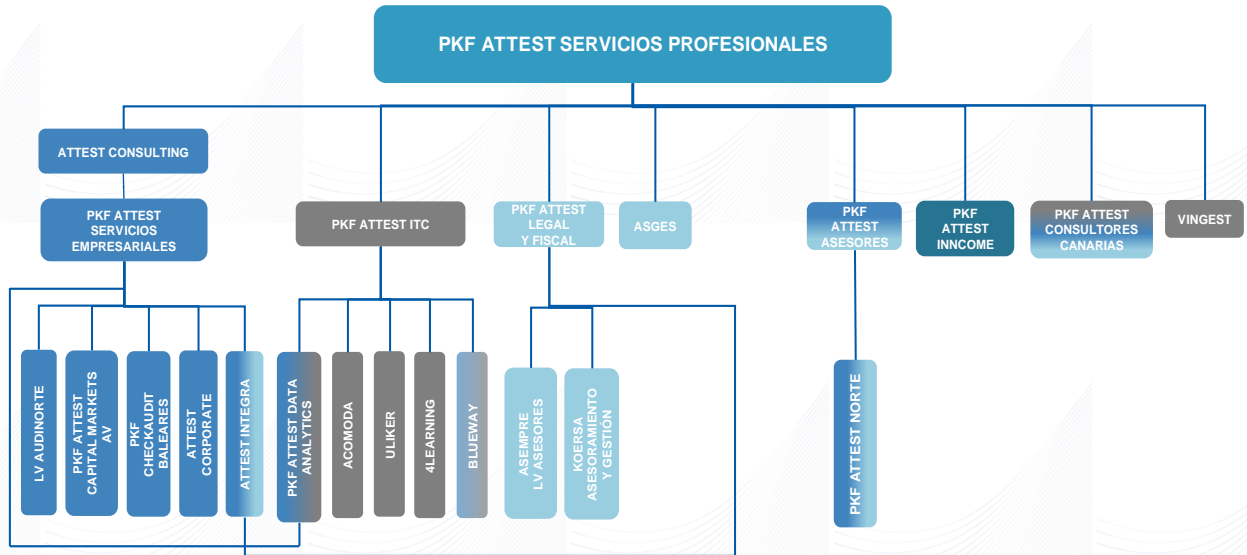 PKF ATTEST SERVICIOS PROFESIONALES
ATTEST CONSULTING
PKF ATTEST
SERVICIOS
EMPRESARIALES
PKF ATTEST ITC
PKF ATTEST
LEGAL
Y FISCAL
ASGES
PKF
ATTEST
ASESORES
PKF
ATTEST
INNCOME
PKF ATTEST
CONSULTORES
CANARIAS
VINGEST
LV AUDINORTE
PKF ATTEST
CAPITAL MARKETS
AV
PKF
CHECKAUDIT
BALEARES
ATTEST
CORPORATE
ATTEST INTEGRA
PKF ATTEST DATA
ANALYTICS
ACOMODA
ULIKER
4LEARNING
BLUEWAY
ASEMPRE
LV ASESORES
KOERSA
ASESORAMIENTO
Y GESTIÓN
PKF ATTEST NORTE